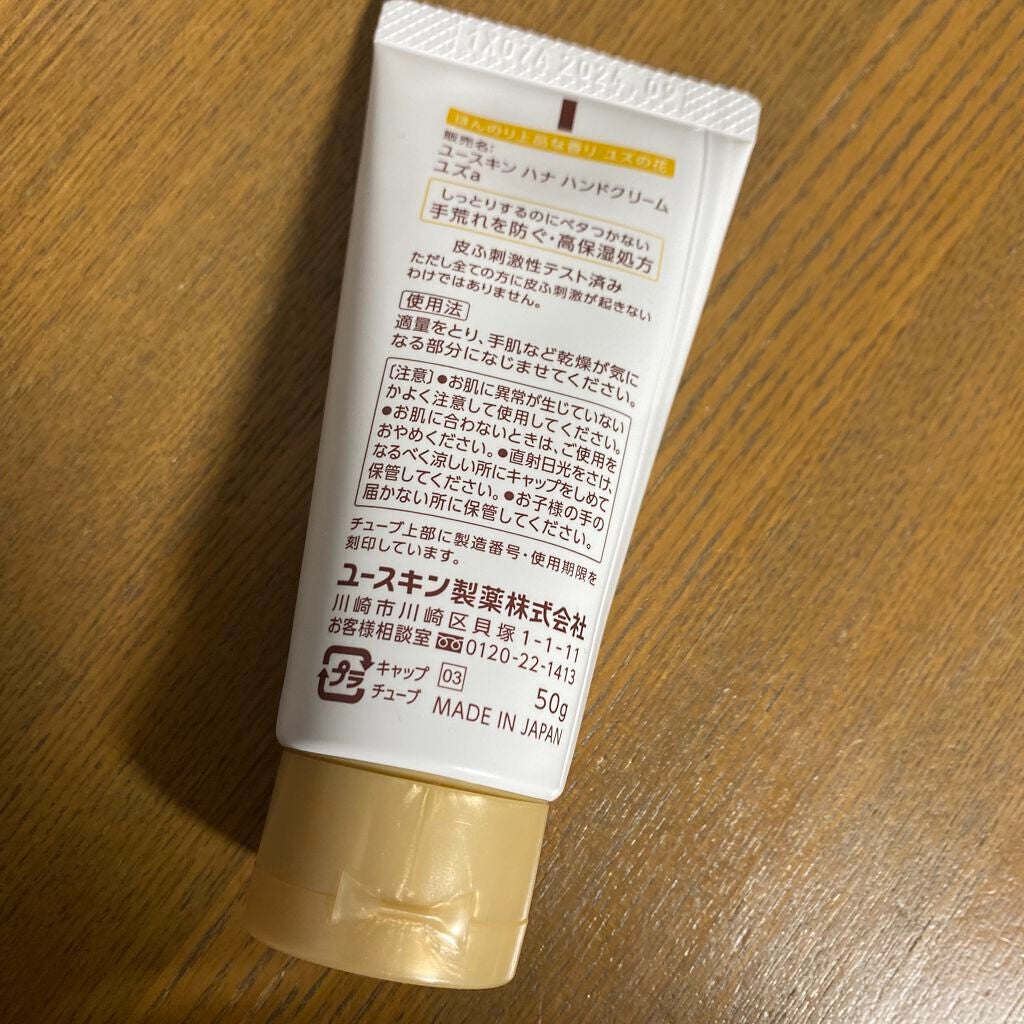 ほんのり上品な香り ユズの花
販売名:
ユースキン ハナ ハンドクリーム
ユズa
しっとりするのにベタつかない
手荒れを防ぐ・高保湿処方
皮ふ刺激性テスト済み
ただし全ての方に皮ふ刺激が起きない
わけではありません。
使用法
適量をとり、手肌など乾燥が気に
なる部分になじませてください。
[注意]●お肌に異常が生じていない
かよく注意して使用してください。
●お肌に合わないときは、ご使用を
おやめください。●直射日光をさけ、
なるべく涼しい所にキャップをしめて
保管してください。●お子様の手の
届かない所に保管してください。
チューブ上部に製造番号・使用期限を
刻印しています。
ユースキン製薬株式会社
川崎市川崎区貝塚1-1-11
お客様相談室 0120-22-1413
プラ キャップ 03 50g
チューブ MADE IN JAPAN